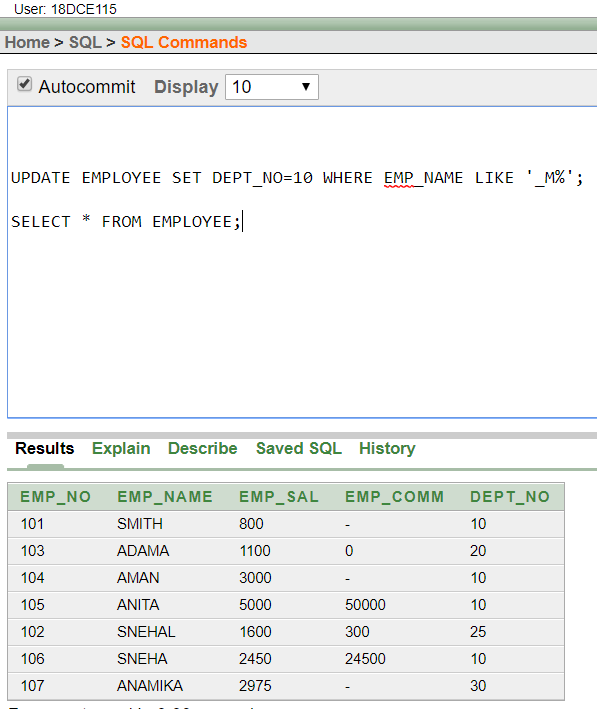 User: 18DCE115
Home > SQL > SQL Commands
Autocommit Display 10
UPDATE EMPLOYEE SET DEPT_NO=10 WHERE EMP_NAME LIKE '_M%';
SELECT * FROM EMPLOYEE;
Results Explain Describe Saved SQL History
EMP_NO EMP_NAME EMP_SAL EMP_COMM DEPT_NO
101 SMITH 800 - 10
103 ADAMA 1100 0 20
104 AMAN 3000 - 10
105 ANITA 5000 50000 10
102 SNEHAL 1600 300 25
106 SNEHA 2450 24500 10
107 ANAMIKA 2975 - 30